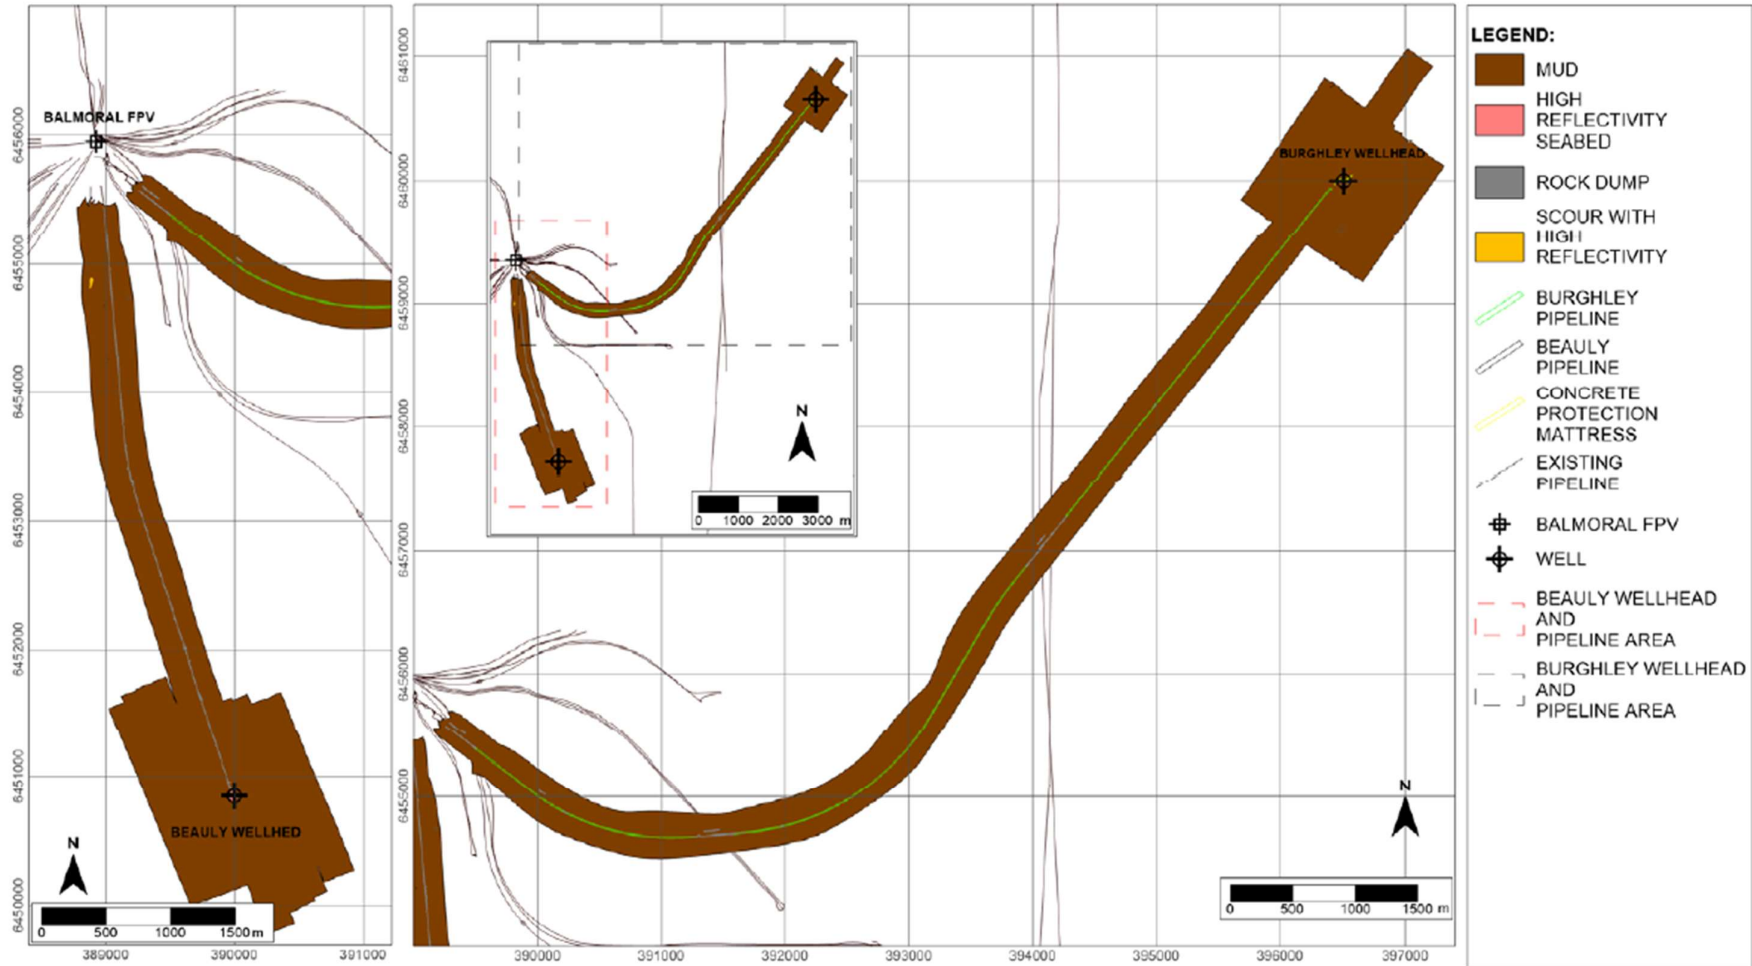 BALMORAL FPV
BEAULY WELLHED
N
0 500 1000 1500 m
6456000
6455000
6454000
6453000
6452000
6451000
6450000
389000 390000 391000
6461000
6460000
6459000
6458000
6457000
6456000
6455000
N
0 1000 2000 3000 m
BURGHLEY WELLHEAD
N
0 500 1000 1500 m
390000 391000 392000 393000 394000 395000 396000 397000
LEGEND:
MUD
HIGH
REFLECTIVITY
SEABED
ROCK DUMP
SCOUR WITH
HIGH
REFLECTIVITY
BURGHLEY
PIPELINE
BEAULY
PIPELINE
CONCRETE
PROTECTION
MATTRESS
EXISTING
PIPELINE
BALMORAL FPV
WELL
BEAULY WELLHEAD
AND
PIPELINE AREA
BURGHLEY WELLHEAD
AND
PIPELINE AREA